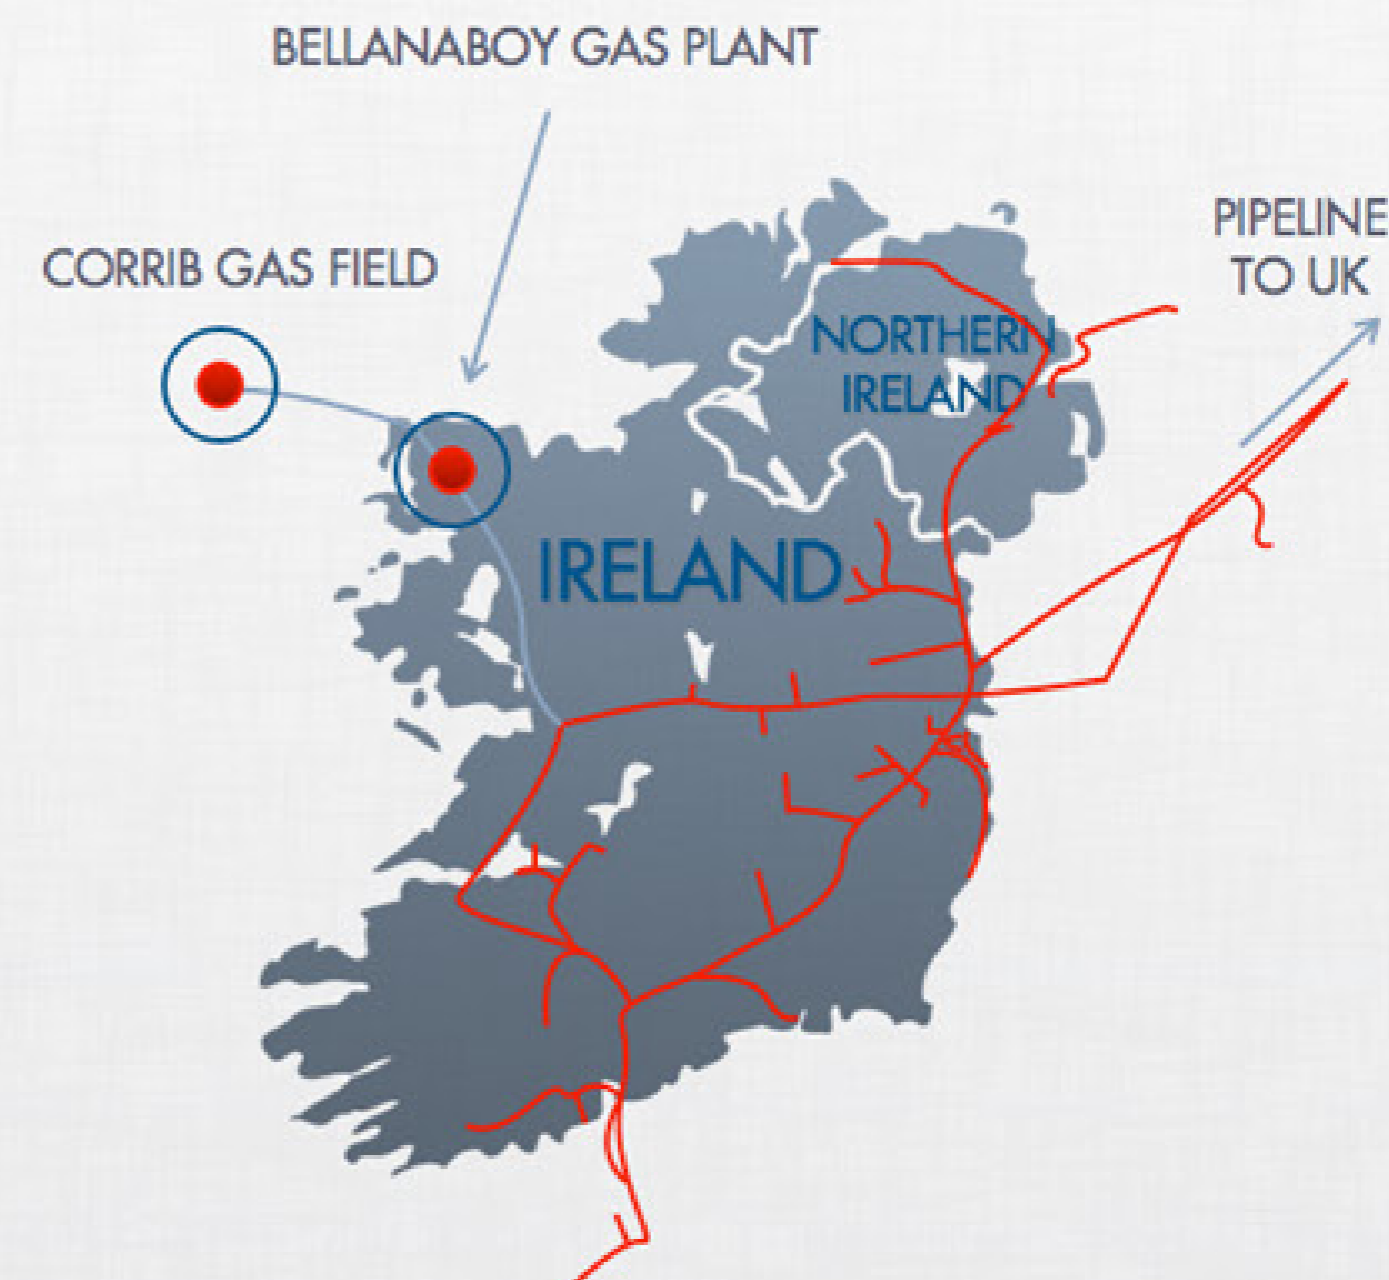 BELLANABOY GAS PLANT
PIPELINE
TO UK
CORRIB GAS FIELD
NORTHERN
IRELAND
IRELAND